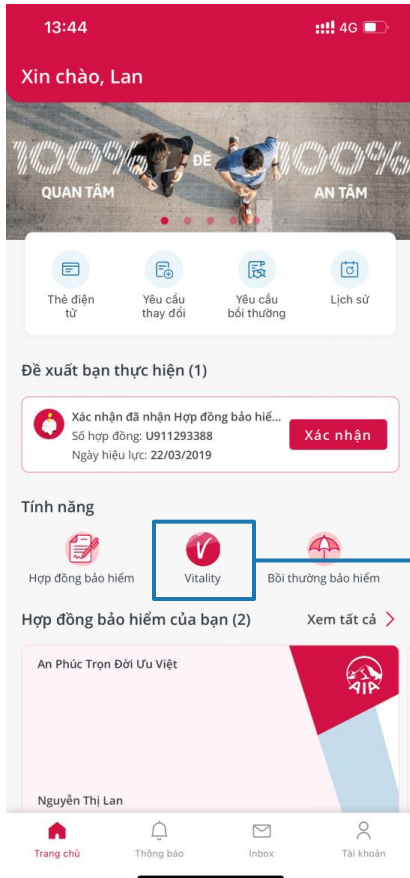 13:44
4G
Xin chào, Lan
100% ĐỂ 100%
QUAN TÂM
AN TÂM
Thẻ điện
tử
Yêu cầu
thay đổi
Yêu cầu
bồi thường
Lịch sử
Đề xuất bạn thực hiện (1)
Xác nhận đã nhận Hợp đồng bảo hiể...
Số hợp đồng: U911293388
Ngày hiệu lực: 22/03/2019
Xác nhận
Tính năng
Hợp đồng bảo hiểm
Vitality
Bồi thường bảo hiểm
Hợp đồng bảo hiểm của bạn (2)
Xem tất cả
An Phúc Trọn Đời Ưu Việt
AIA
Nguyễn Thị Lan
Trang chủ
Thông báo
Inbox
Tài khoản